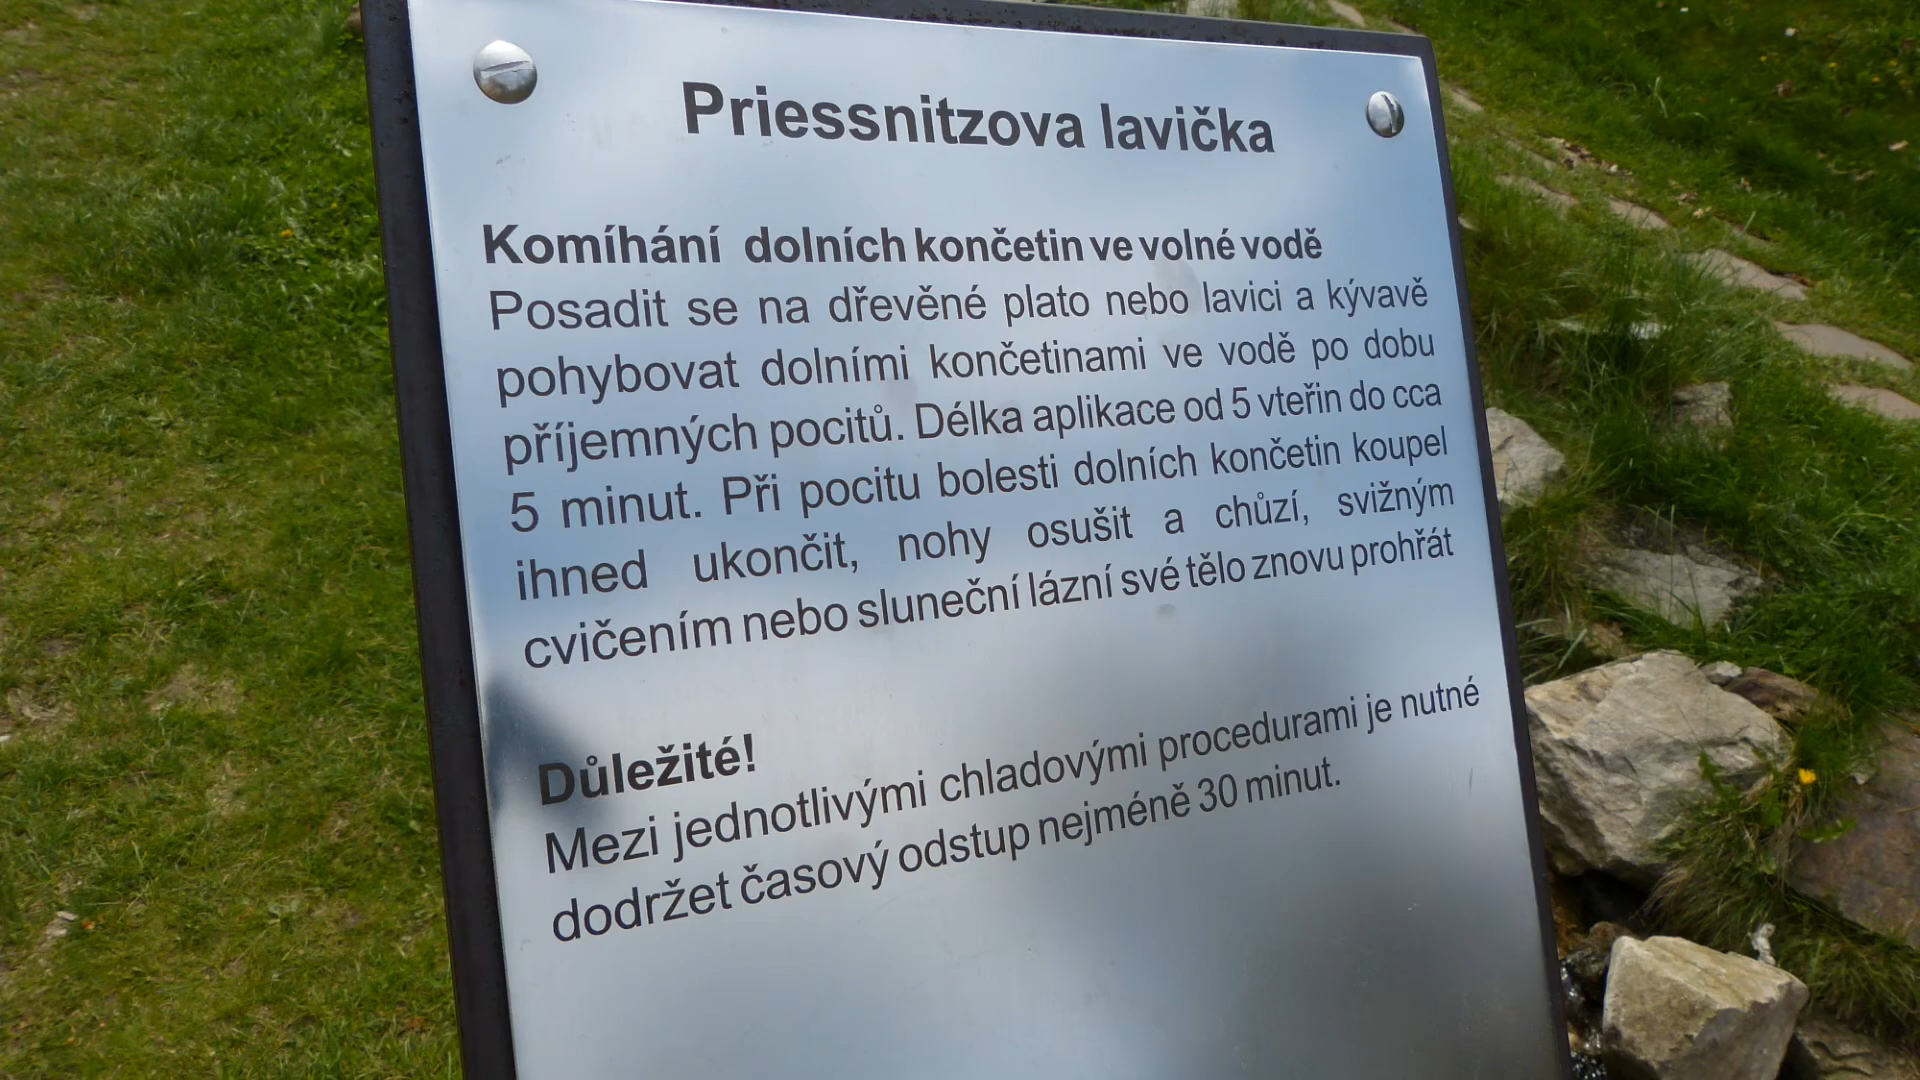 Priessnitzova lavička
Komíhání dolních končetin ve volné vodě
Posadit se na dřevěné plato nebo lavici a kývavě
pohybovat dolními končetinami ve vodě po dobu
příjemných pocitů. Délka aplikace od 5 vteřin do cca
5 minut. Při pocitu bolesti dolních končetin koupel
ihned ukončit, nohy osušit a chůzí, svižným
cvičením nebo sluneční lázní své tělo znovu prohřát
Důležité!
Mezi jednotlivými chladovými procedurami je nutné
dodržet časový odstup nejméně 30 minut.